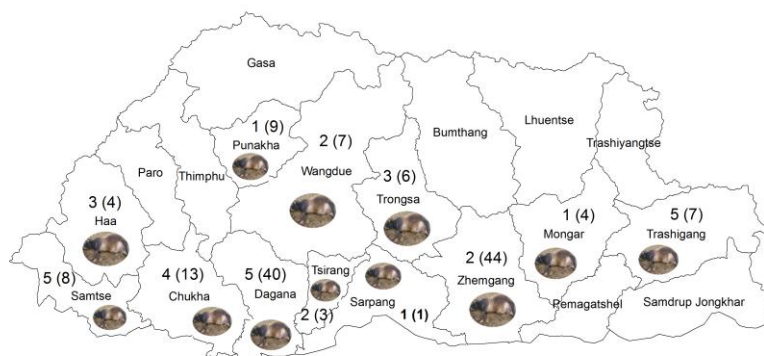 Gasa
1 (9)
Punakha
2 (7)
Wangdue
Bumthang
Lhuentse
Trashiyangtse
Paro
Thimphu
3 (6)
Trongsa
3 (4)
Haa
1 (4)
Mongar
5 (7)
Trashigang
5 (8)
Samtse
4 (13)
Chukha
5 (40)
Dagana
Tsirang
2 (3)
Sarpang
1 (1)
2 (44)
Zhemgang
Pemagatshel
Samdrup Jongkhar